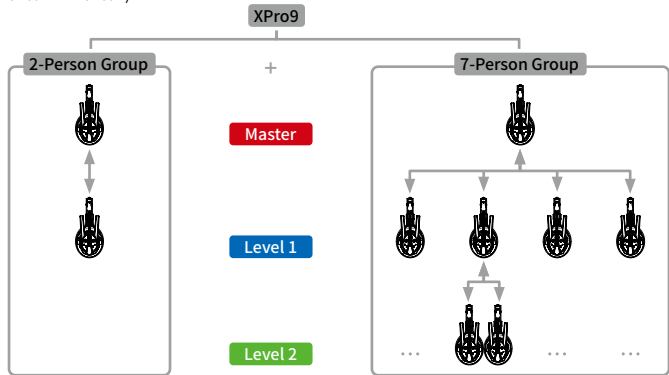 XPro9
2-Person Group
+
7-Person Group
Master
Level 1
Level 2
... ... ...